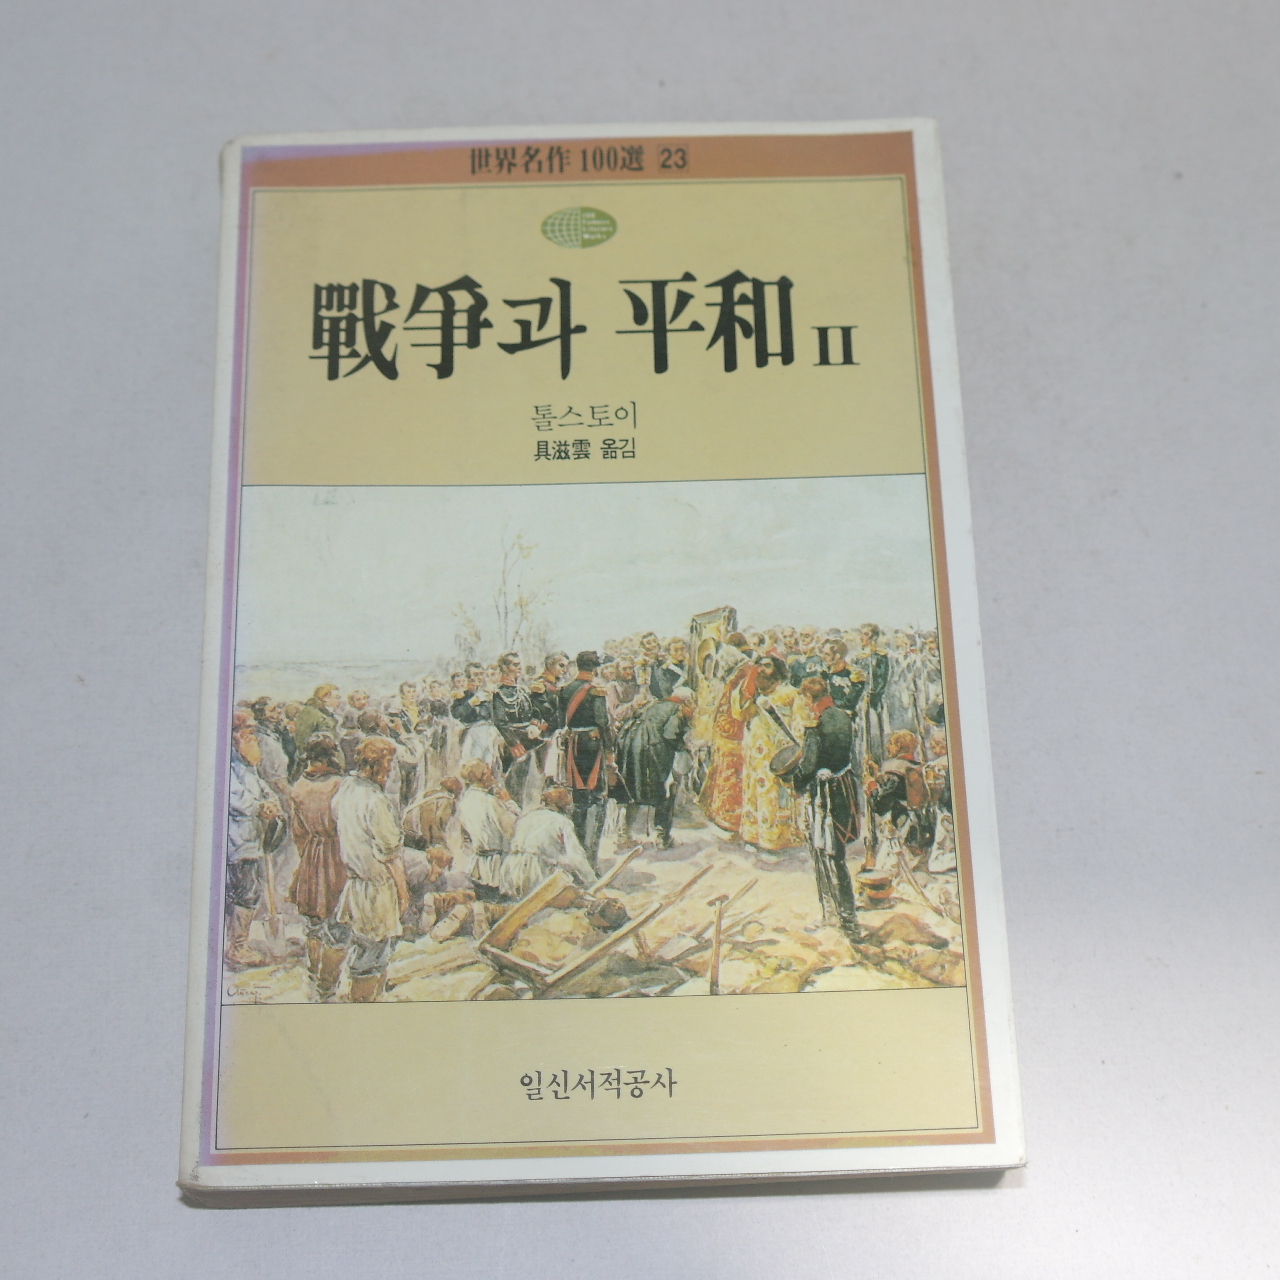 世界名作 100選 23
100
戰爭과 平和 II
톨스토이
具滋雲 옮김
일신서적공사